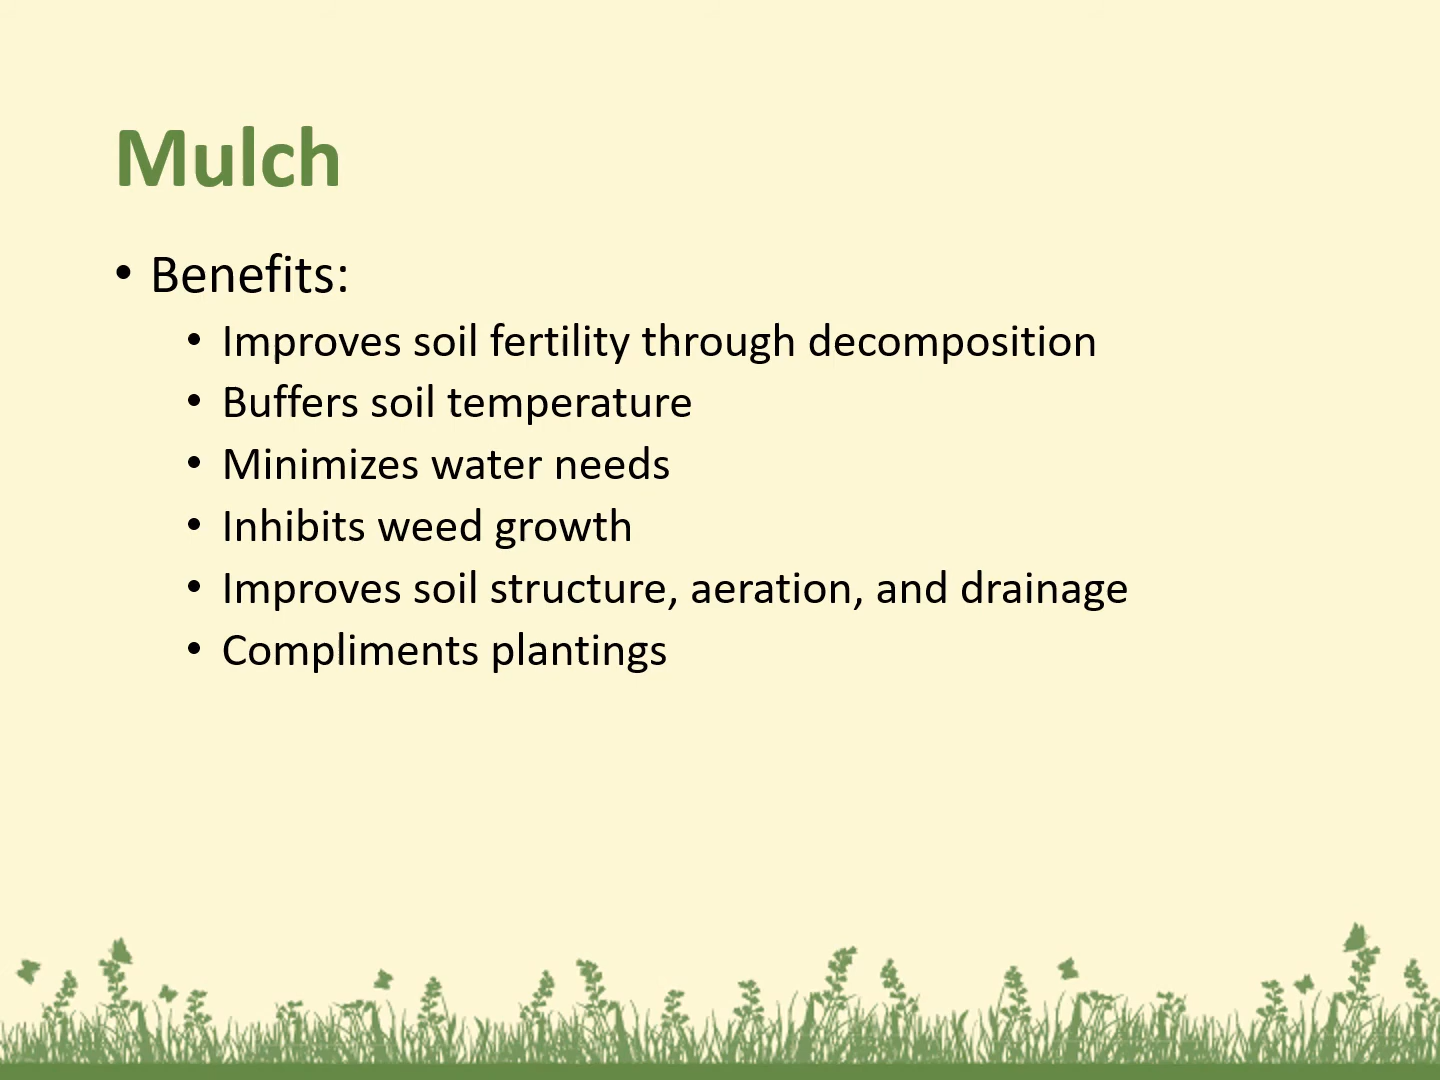 Mulch
• Benefits:
• Improves soil fertility through decomposition
• Buffers soil temperature
• Minimizes water needs
• Inhibits weed growth
• Improves soil structure, aeration, and drainage
• Compliments plantings